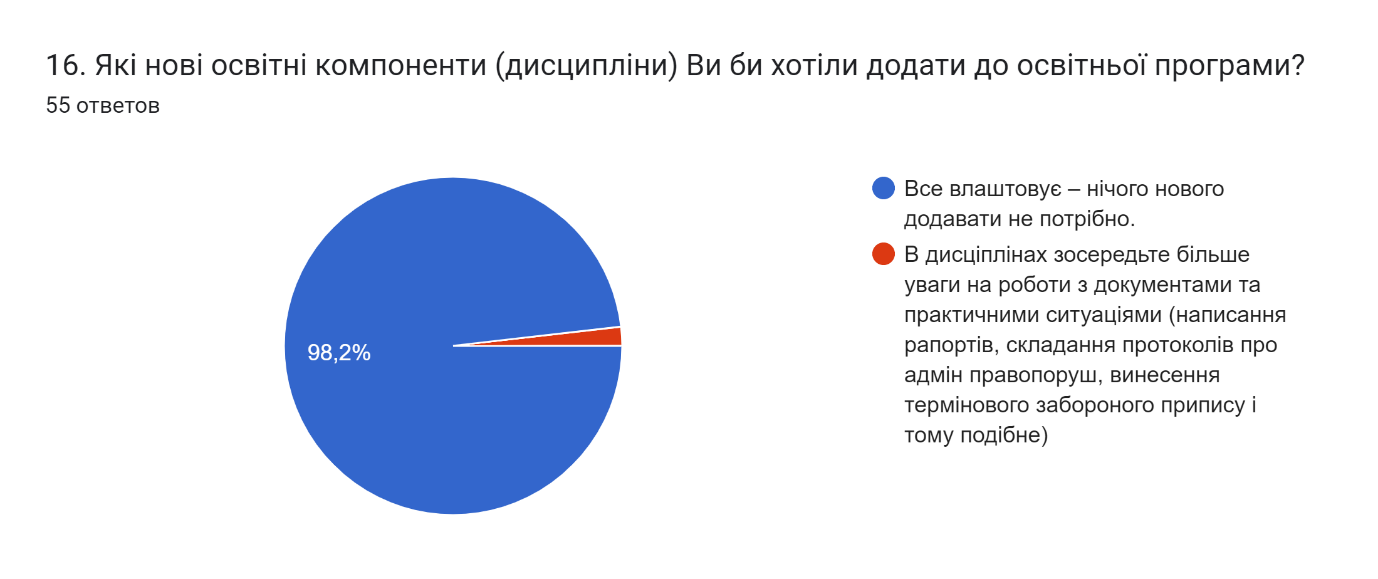 16. Які нові освітні компоненти (дисципліни) Ви би хотіли додати до освітньої програми?
55 ответов
98,2%
Все влаштовує – нічого нового
додавати не потрібно.
В дисціплінах зосередьте більше
уваги на роботи з документами та
практичними ситуаціями (написання
рапортів, складання протоколів про
адмін правопоруш, винесення
термінового забороного припису і
тому подібне)